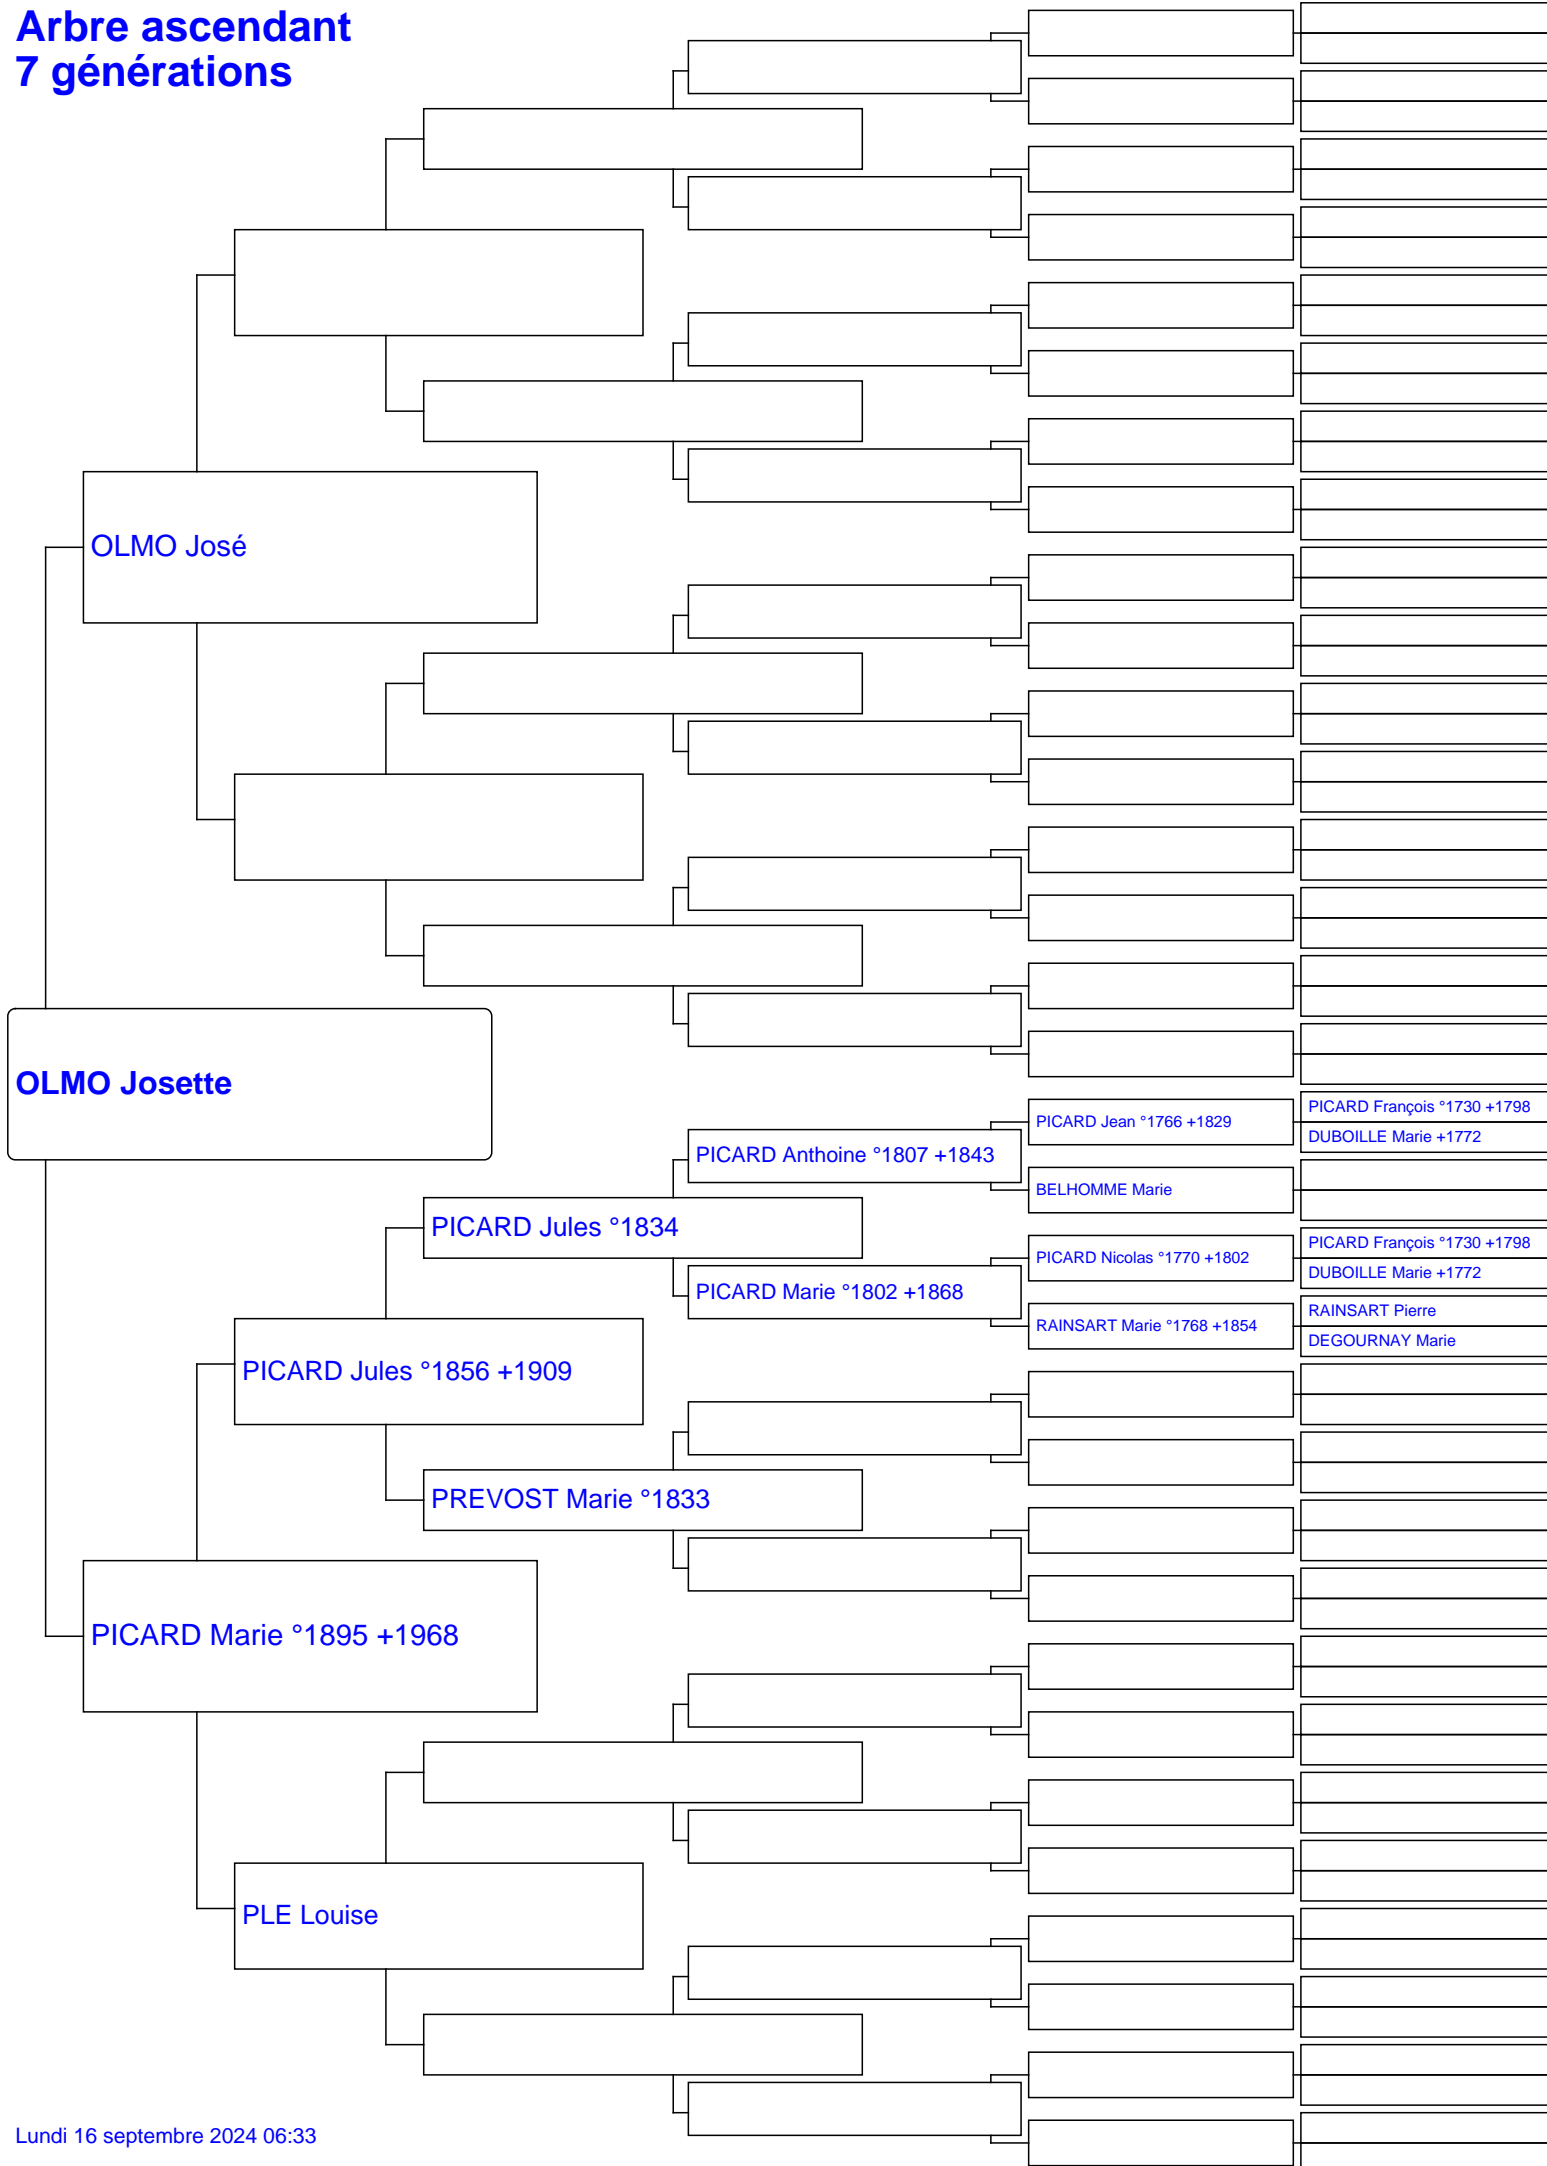 Arbre ascendant
7 générations
OLMO José
OLMO Josette
PICARD François °1730 +1798
PICARD Jean °1766 +1829
DUBOILLE Marie +1772
PICARD Anthoine °1807 +1843
BELHOMME Marie
PICARD Jules °1834
PICARD François °1730 +1798
PICARD Nicolas °1770 +1802
DUBOILLE Marie +1772
PICARD Marie °1802 +1868
RAINSART Pierre
RAINSART Marie °1768 +1854
DEGOURNAY Marie
PICARD Jules °1856 +1909
PREVOST Marie °1833
PICARD Marie °1895 +1968
PLE Louise
Lundi 16 septembre 2024 06:33